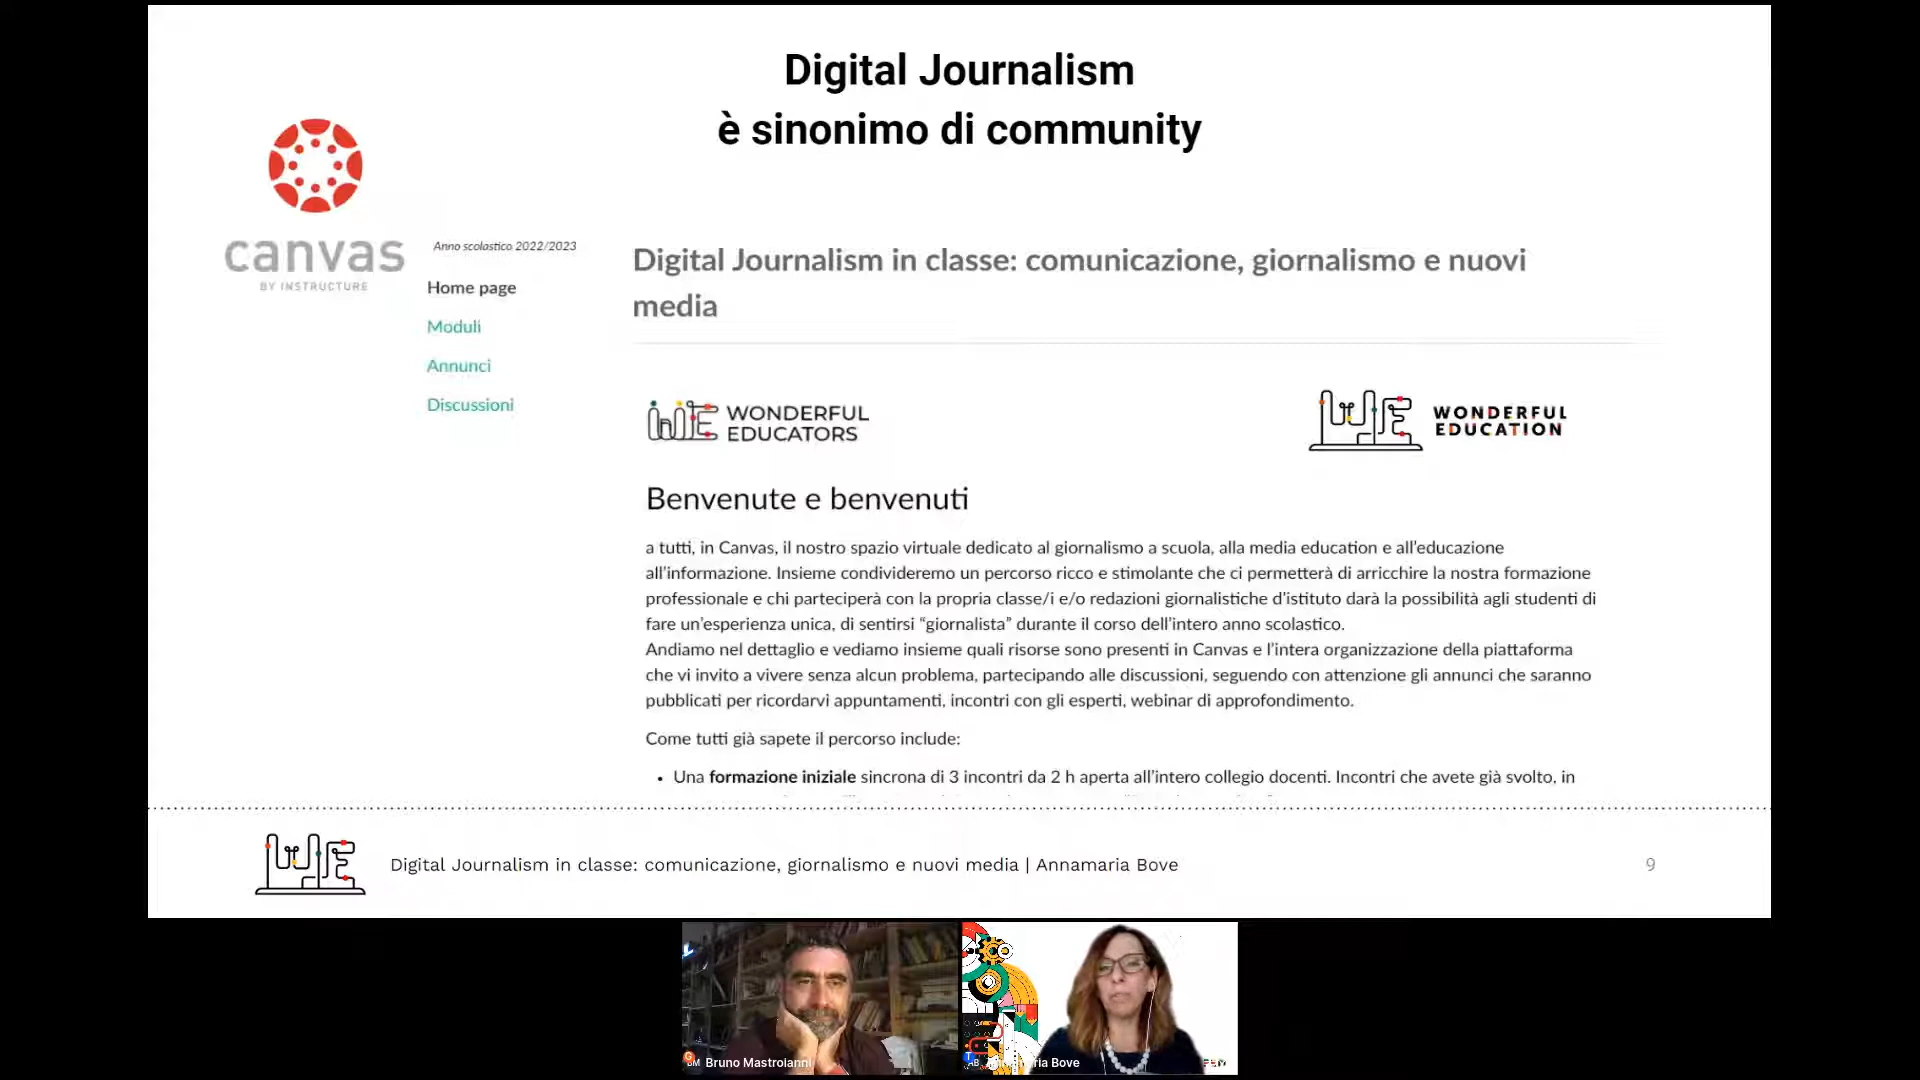 Digital Journalism
è sinonimo di community
canvas
BY INSTRUCTURE
Anno scolastico 2022/2023
Home page
Moduli
Annunci
Discussioni
Digital Journalism in classe: comunicazione, giornalismo e nuovi
media
WONDERFUL
EDUCATORS
WONDERFUL
EDUCATION
Benvenute e benvenuti
a tutti, in Canvas, il nostro spazio virtuale dedicato al giornalismo a scuola, alla media education e all'educazione
all'informazione. Insieme condivideremo un percorso ricco e stimolante che ci permetterà di arricchire la nostra formazione
professionale e chi parteciperà con la propria classe/i e/o redazioni giornalistiche d'istituto darà la possibilità agli studenti di
fare un'esperienza unica, di sentirsi “giornalista” durante il corso dell'intero anno scolastico.
Andiamo nel dettaglio e vediamo insieme quali risorse sono presenti in Canvas e l'intera organizzazione della piattaforma
che vi invito a vivere senza alcun problema, partecipando alle discussioni, seguendo con attenzione gli annunci che saranno
pubblicati per ricordarvi appuntamenti, incontri con gli esperti, webinar di approfondimento.
Come tutti già sapete il percorso include:
• Una formazione iniziale sincrona di 3 incontri da 2 h aperta all'intero collegio docenti. Incontri che avete già svolto, in
Digital Journalism in classe: comunicazione, giornalismo e nuovi media | Annamaria Bove
9
BM Bruno Mastroianni
AB Bove